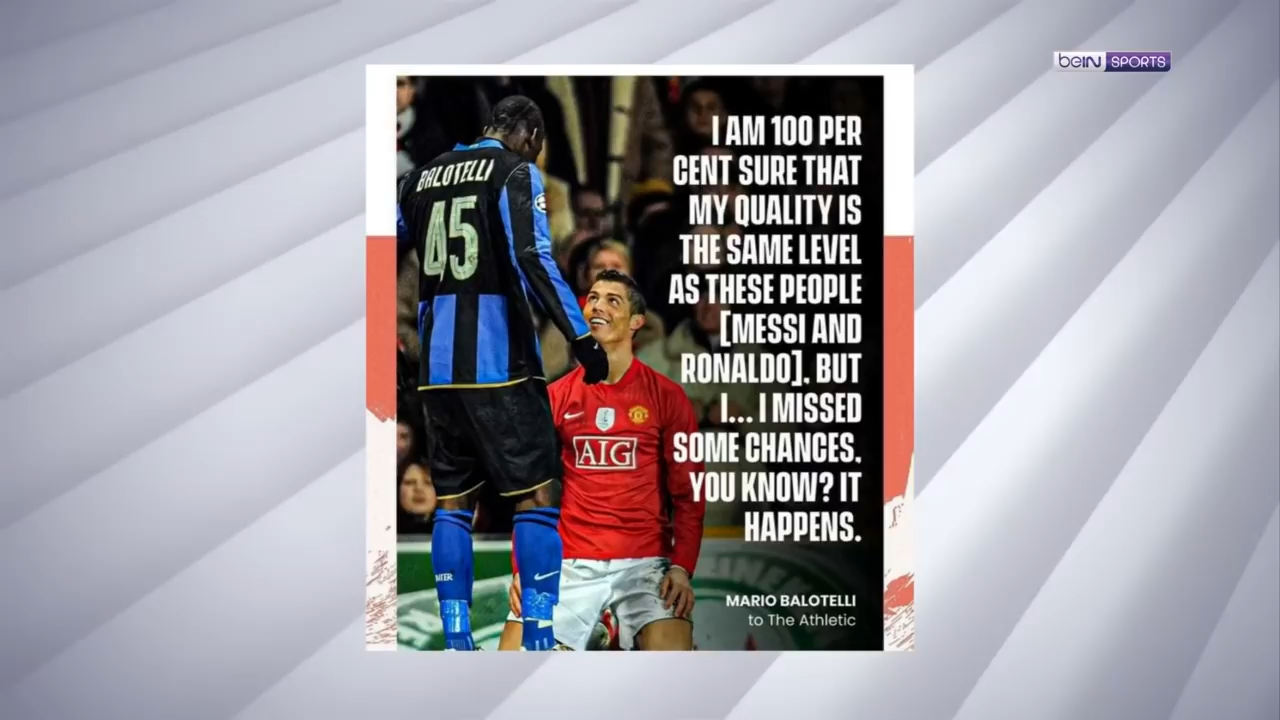 beIN SPORTS
I AM 100 PER
CENT SURE THAT
MY QUALITY IS
THE SAME LEVEL
AS THESE PEOPLE
[MESSI AND
RONALDO], BUT
I... I MISSED
SOME CHANCES,
YOU KNOW? IT
HAPPENS.
MARIO BALOTELLI
to The Athletic
BALOTELLI
45
AIG
INTER